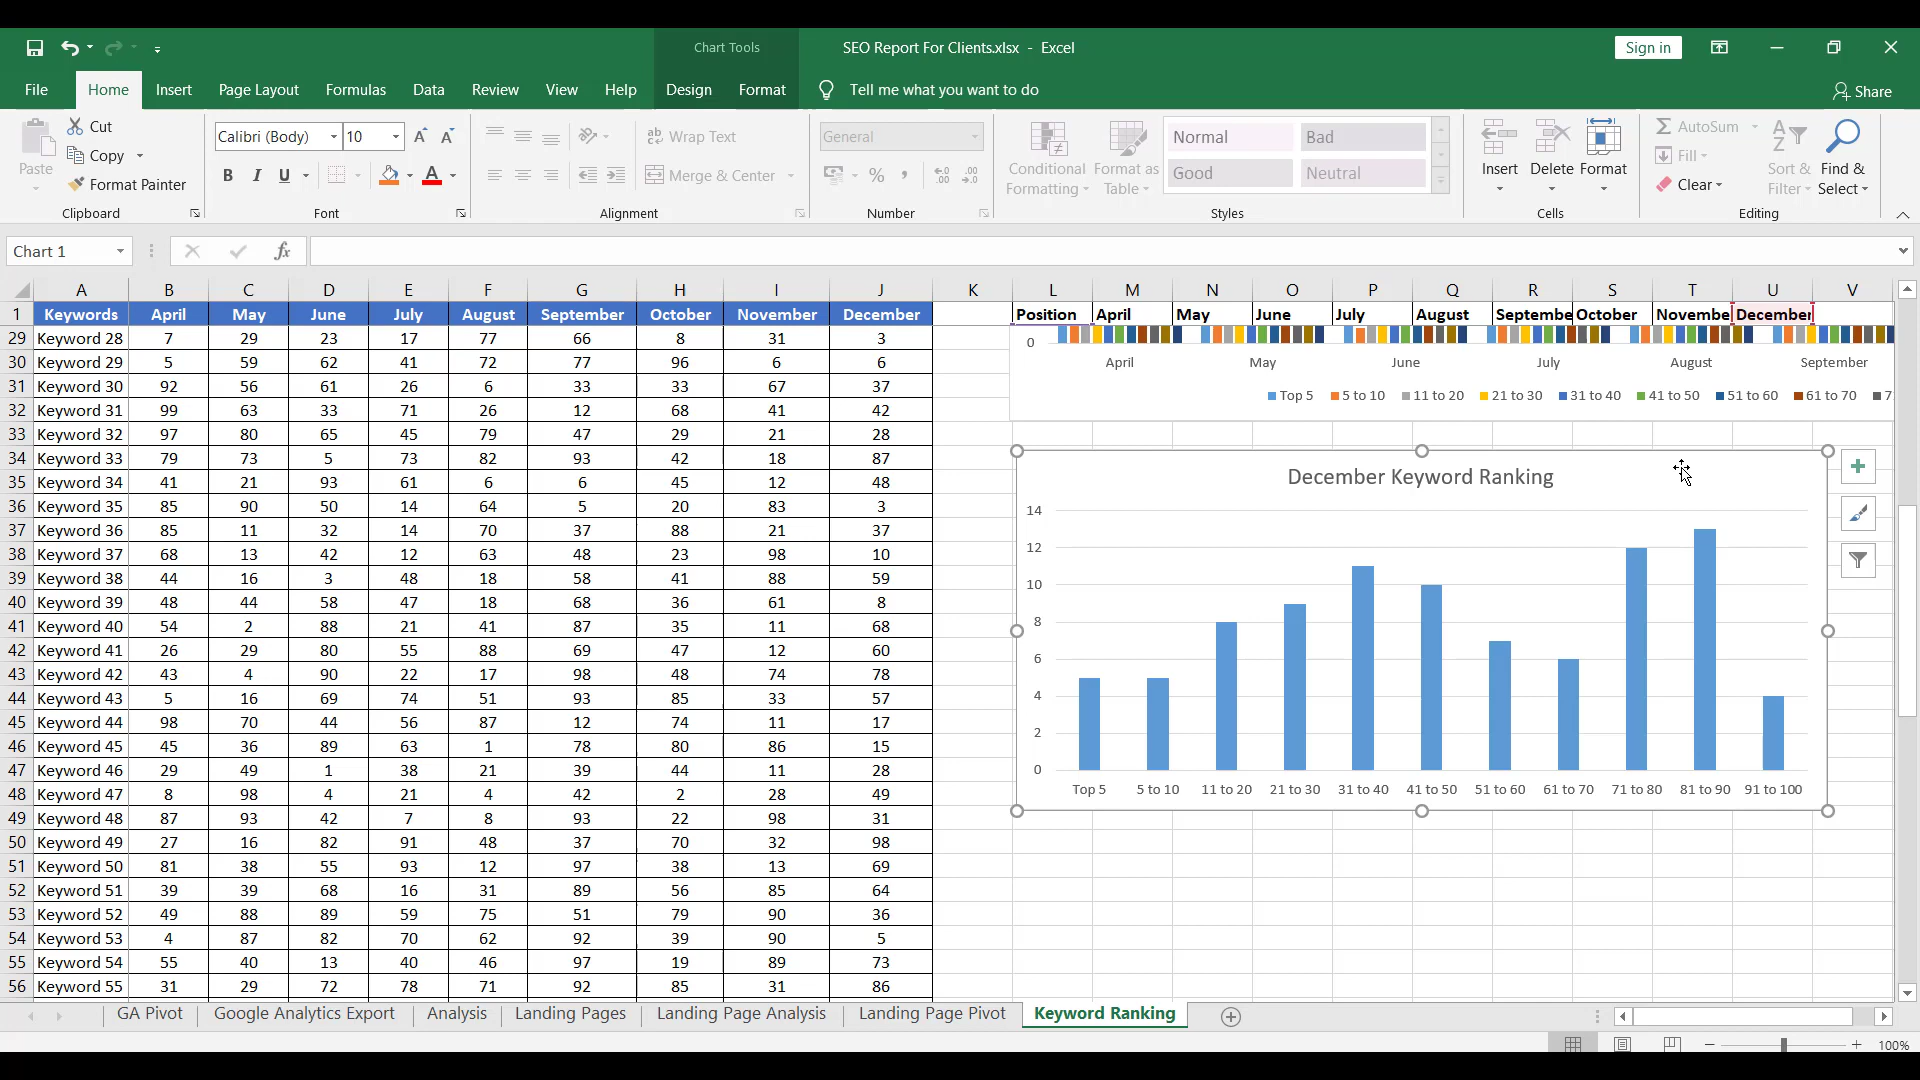 Chart Tools
SEO Report For Clients.xlsx - Excel
Sign in
File Home Insert Page Layout Formulas Data Review View Help Design Format Tell me what you want to do Share
Paste
Cut
Copy
Format Painter
Clipboard
Calibri (Body) 10
B I U A
Font
Wrap Text
Merge & Center
Alignment
General
%
Number
Conditional Formatting
Format as Table
Normal Bad
Good Neutral
Styles
Insert Delete Format
Cells
AutoSum
Fill
Clear
Sort & Filter
Find & Select
Editing
Chart 1 fx
A B C D E F G H I J K L M N O P Q R S T U V
1 Keywords April May June July August September October November December Position April May June July August Septembe October Novembe December
29 Keyword 28 7 29 23 17 77 66 8 31 3
30 Keyword 29 5 59 62 41 72 77 96 6 6
31 Keyword 30 92 56 61 26 6 33 33 67 37
32 Keyword 31 99 63 33 71 26 12 68 41 42
33 Keyword 32 97 80 65 45 79 47 29 21 28
34 Keyword 33 79 73 5 73 82 93 42 18 87
35 Keyword 34 41 21 93 61 6 6 45 12 48
36 Keyword 35 85 90 50 14 64 5 20 83 3
37 Keyword 36 85 11 32 14 70 37 88 21 37
38 Keyword 37 68 13 42 12 63 48 23 98 10
39 Keyword 38 44 16 3 48 18 58 41 88 59
40 Keyword 39 48 44 58 47 18 68 36 61 8
41 Keyword 40 54 2 88 21 41 87 35 11 68
42 Keyword 41 26 29 80 55 88 69 47 12 60
43 Keyword 42 43 4 90 22 17 98 48 74 78
44 Keyword 43 5 16 69 74 51 93 85 33 57
45 Keyword 44 98 70 44 56 87 12 74 11 17
46 Keyword 45 45 36 89 63 1 78 80 86 15
47 Keyword 46 29 49 1 38 21 39 44 11 28
48 Keyword 47 8 98 4 21 4 42 2 28 49
49 Keyword 48 87 93 42 7 8 93 22 98 31
50 Keyword 49 27 16 82 91 48 37 70 32 98
51 Keyword 50 81 38 55 93 12 97 38 13 69
52 Keyword 51 39 39 68 16 31 89 56 85 64
53 Keyword 52 49 88 89 59 75 51 79 90 36
54 Keyword 53 4 87 82 70 62 92 39 90 5
55 Keyword 54 55 40 13 40 46 97 19 89 73
56 Keyword 55 31 29 72 78 71 92 85 31 86
0
April May June July August September
Top 5 5 to 10 11 to 20 21 to 30 31 to 40 41 to 50 51 to 60 61 to 70 7
December Keyword Ranking
14
12
10
8
6
4
2
0
Top 5 5 to 10 11 to 20 21 to 30 31 to 40 41 to 50 51 to 60 61 to 70 71 to 80 81 to 90 91 to 100
GA Pivot Google Analytics Export Analysis Landing Pages Landing Page Analysis Landing Page Pivot Keyword Ranking
100%